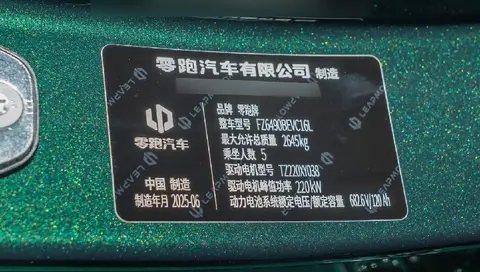 零跑汽车有限公司 制造
品牌 零跑牌
整车型号 FZ6490BEVC16L
最大允许总质量 2645kg
乘坐人数 5
驱动电机型号 TZ220XY038
驱动电机峰值功率 220kW
动力电池系统额定电压/额定容量 682.6V/120Ah
零跑汽车
中国 制造
制造年月 2025-06
LEAPMOTOR